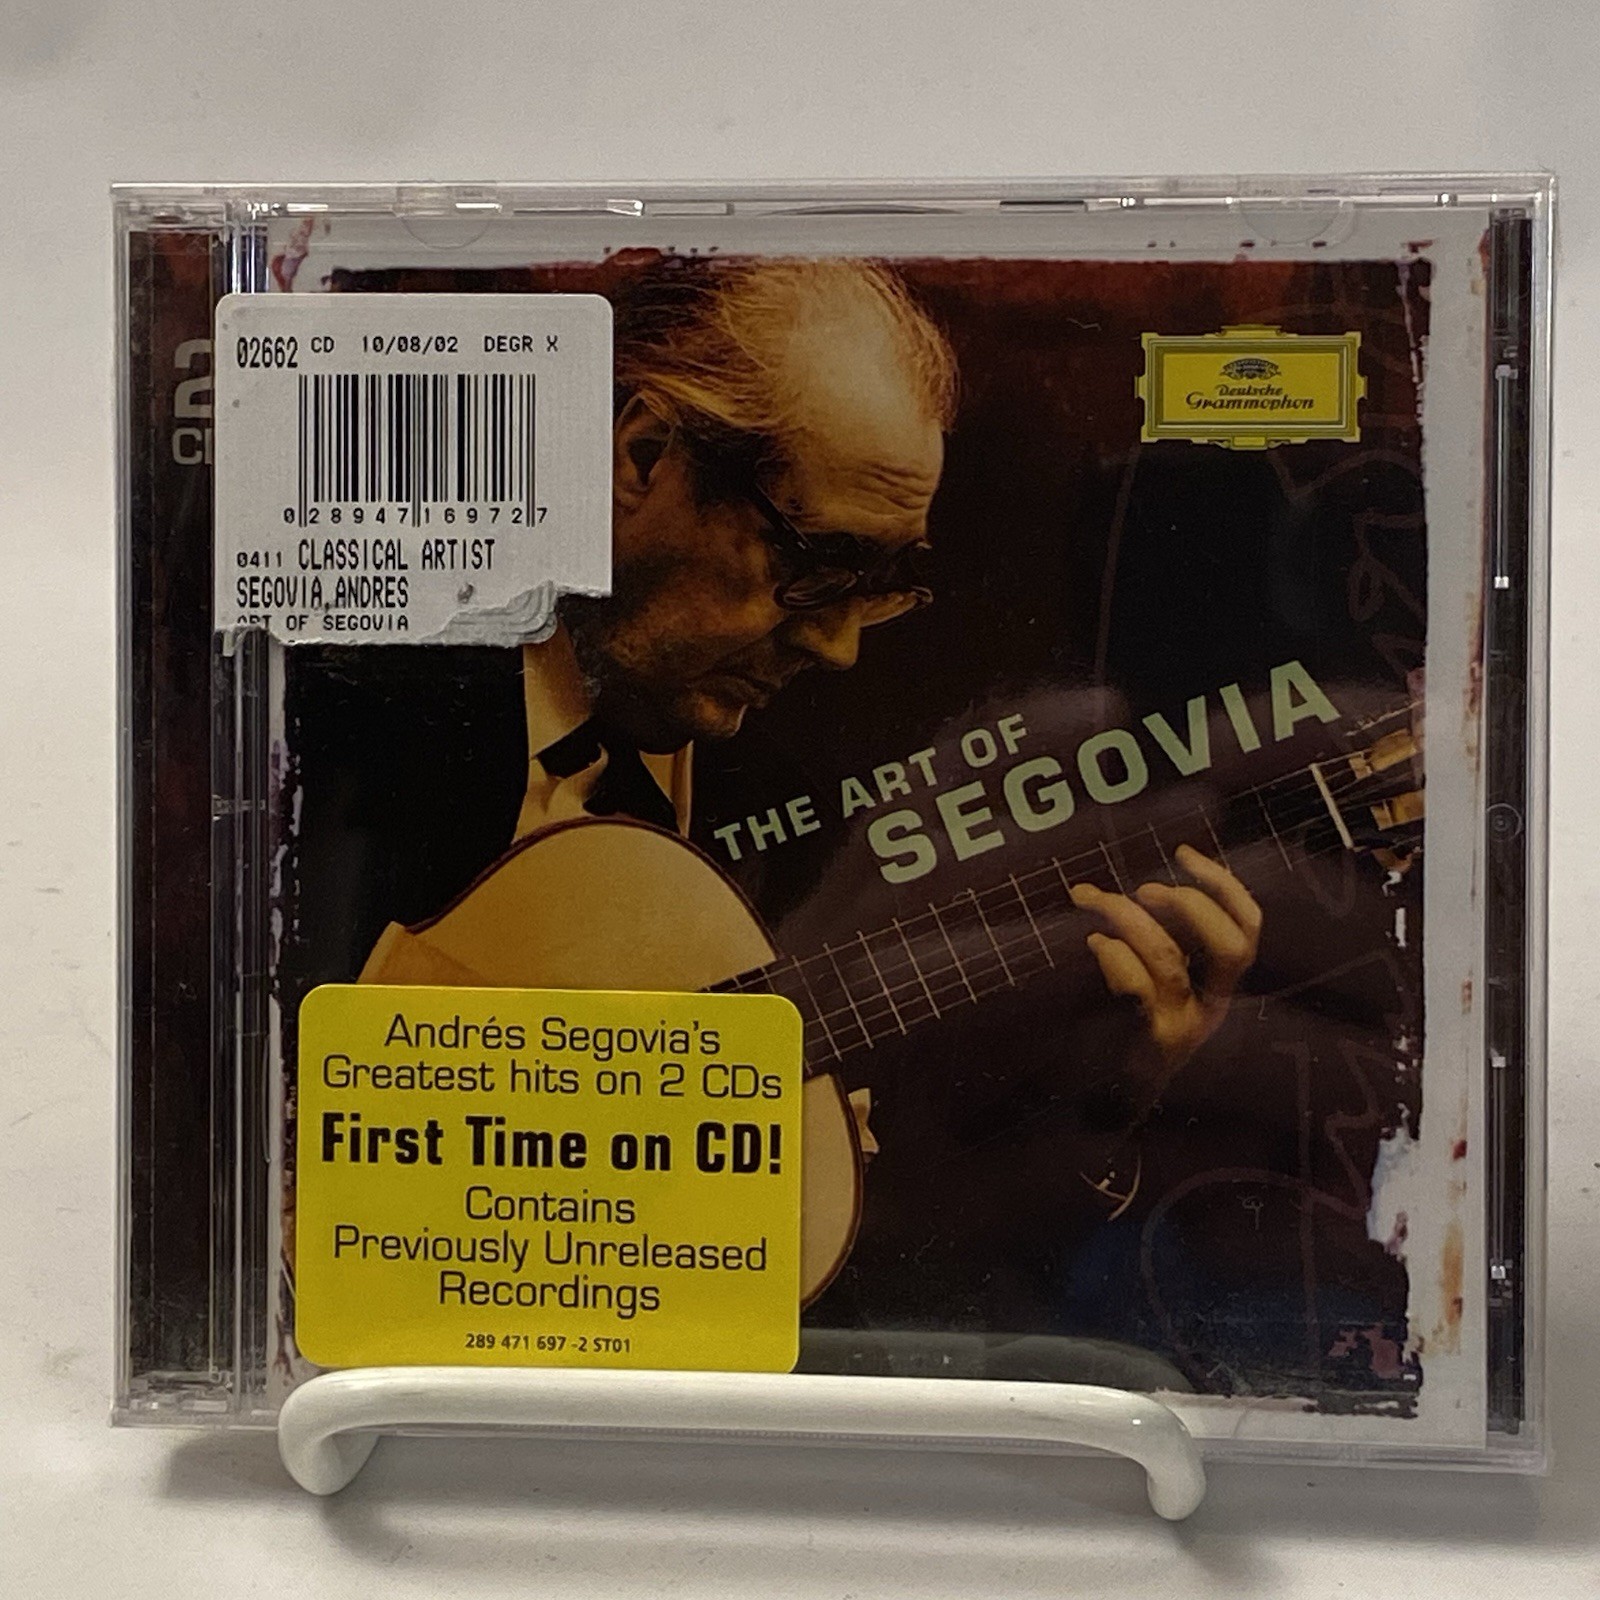 2
02662 CD 10/08/02 DEGR X
0 28947 16972 7
0411 CLASSICAL ARTIST
SEGOVIA,ANDRES
ART OF SEGOVIA
Deutsche
Grammophon
THE ART OF
SEGOVIA
Andrés Segovia's
Greatest hits on 2 CDs
First Time on CD!
Contains
Previously Unreleased
Recordings
289 471 697 -2 ST01